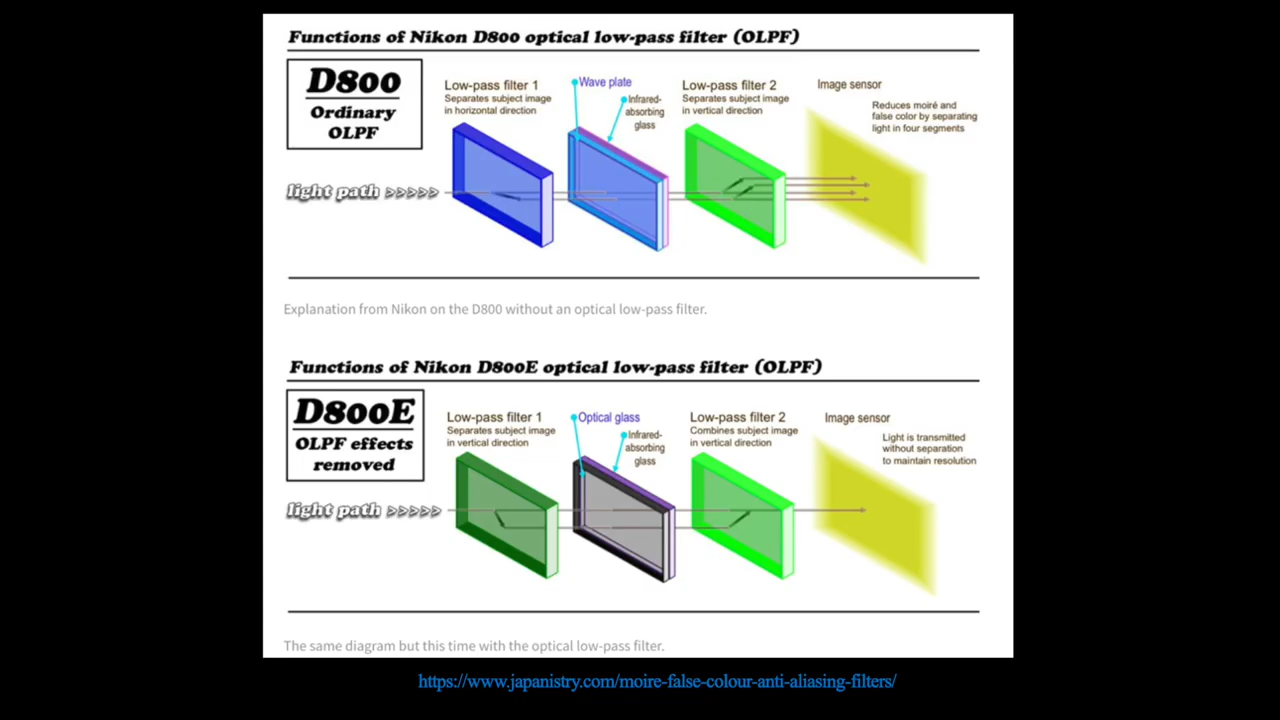 Functions of Nikon D800 optical low-pass filter (OLPF)
D800
Ordinary
OLPF
Low-pass filter 1
Separates subject image
in horizontal direction
Wave plate
Infrared-
absorbing
glass
Low-pass filter 2
Separates subject image
in vertical direction
Image sensor
Reduces moiré and
false color by separating
light in four segments
light path >>>>>
Explanation from Nikon on the D800 without an optical low-pass filter.
Functions of Nikon D800E optical low-pass filter (OLPF)
D800E
OLPF effects
removed
Low-pass filter 1
Separates subject image
in vertical direction
Optical glass
Infrared-
absorbing
glass
Low-pass filter 2
Combines subject image
in vertical direction
Image sensor
Light is transmitted
without separation
to maintain resolution
light path >>>>>
The same diagram but this time with the optical low-pass filter.
https://www.japanistry.com/moire-false-colour-anti-aliasing-filters/